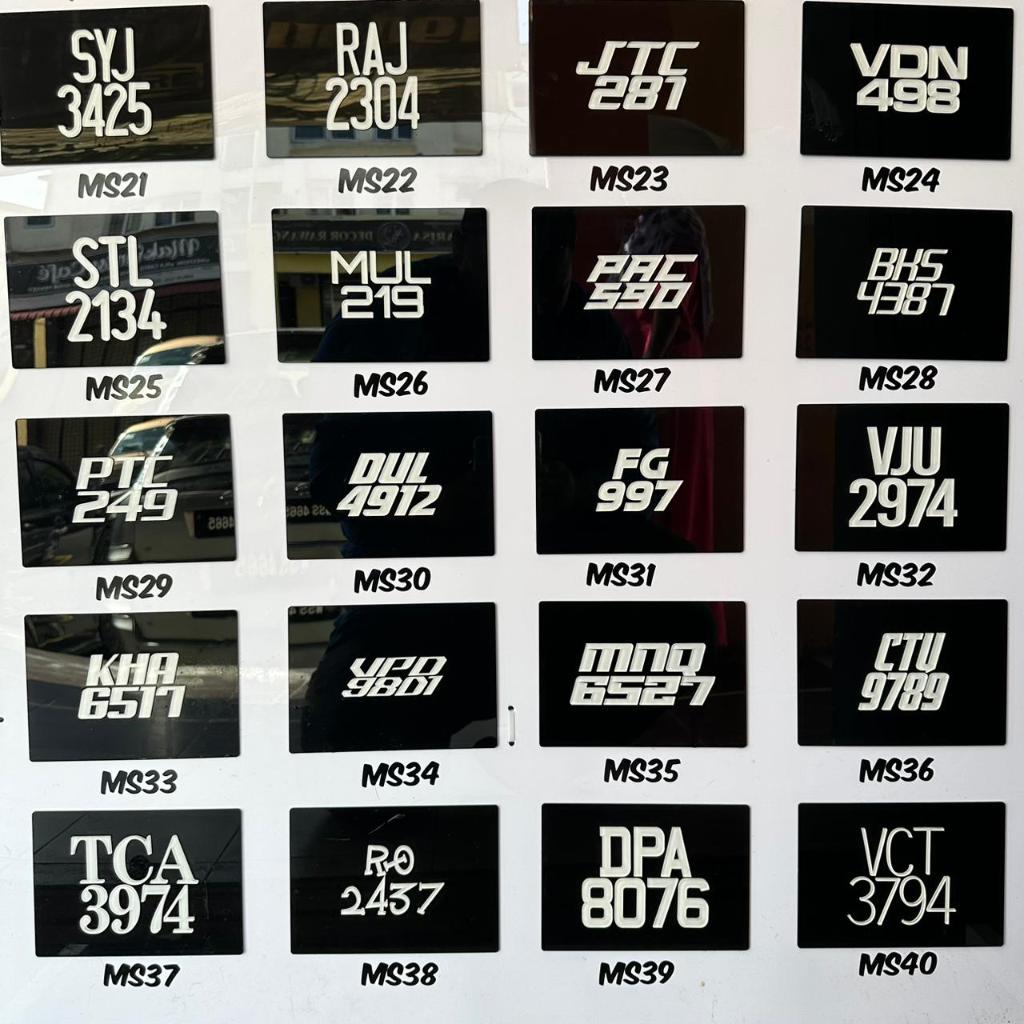 SYJ
3425
MS21
RAJ
2304
MS22
JTC
281
MS23
VDN
498
MS24
STL
2134
MS25
MUL
219
MS26
PAC
590
MS27
BKS
4387
MS28
PTC
249
MS29
DUL
4912
MS30
FG
997
MS31
VJU
2974
MS32
KHA
6517
MS33
VPD
9801
MS34
MNQ
6527
MS35
CTU
9789
MS36
TCA
3974
MS37
RO
2437
MS38
DPA
8076
MS39
VCT
3794
MS40